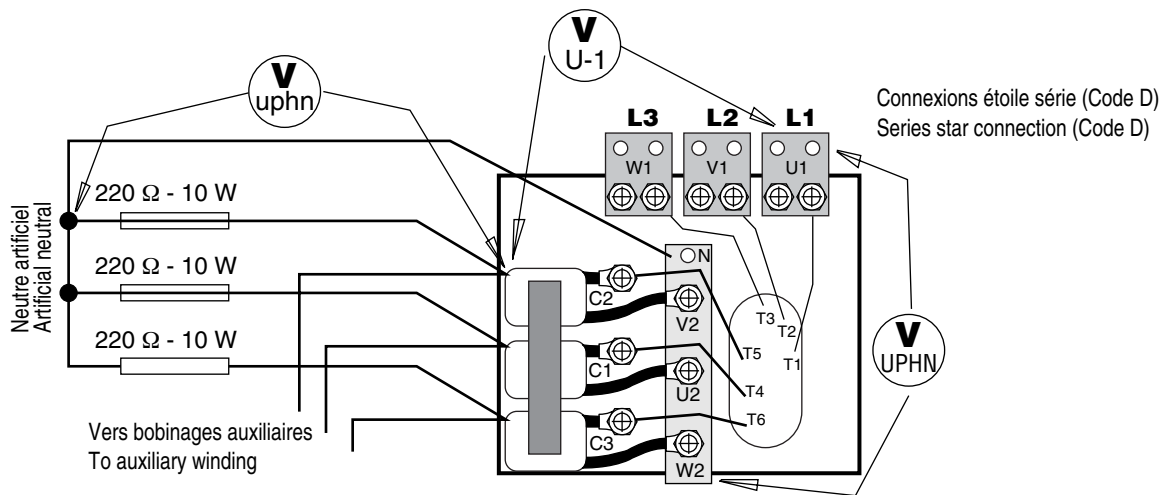 V
U-1
V
uphn
Connexions étoile série (Code D)
Series star connection (Code D)
L3
L2
L1
W1
V1
U1
220 Ω - 10 W
220 Ω - 10 W
220 Ω - 10 W
Neutre artificiel
Artificial neutral
N
C2
V2
T3
T2
T1
T5
C1
U2
T4
T6
C3
W2
V
UPHN
Vers bobinages auxiliaires
To auxiliary winding